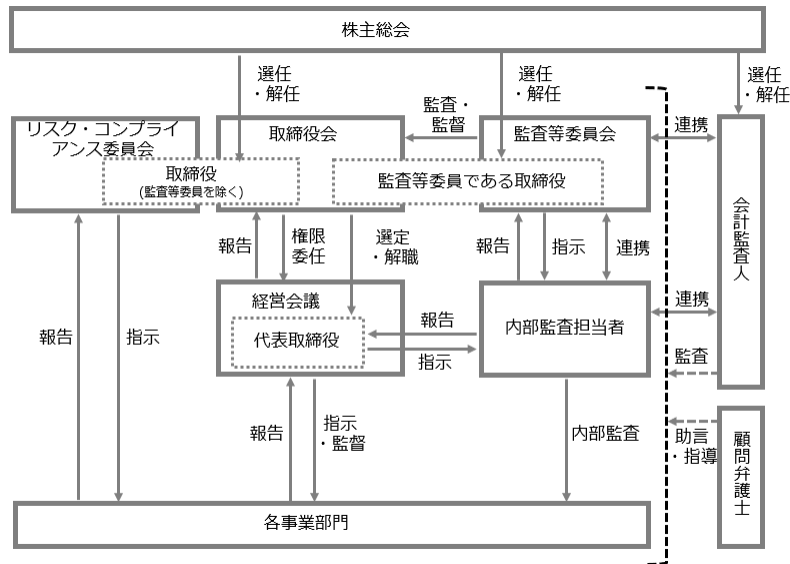 株主総会
選任
・解任
選任
・解任
選任
・解任
リスク・コンプライ
アンス委員会
取締役会
監査・
監督
監査等委員会
連携
取締役
(監査等委員を除く)
監査等委員である取締役
会計監査人
報告
権限
委任
選定
・解職
報告
指示
連携
経営会議
代表取締役
報告
指示
内部監査担当者
連携
報告
指示
監査
報告
指示
・監督
内部監査
助言
・指導
顧問弁護士
各事業部門